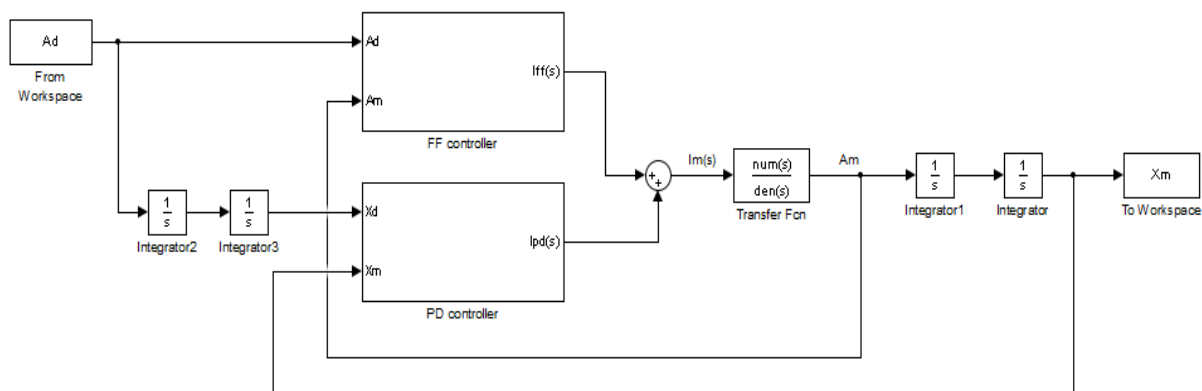 Ad
From
Workspace
Ad
Am
Iff(s)
FF controller
1
s
Integrator2
1
s
Integrator3
Xd
Xm
Ipd(s)
PD controller
+
+
Im(s)
num(s)
den(s)
Transfer Fcn
Am
1
s
Integrator1
1
s
Integrator
Xm
To Workspace